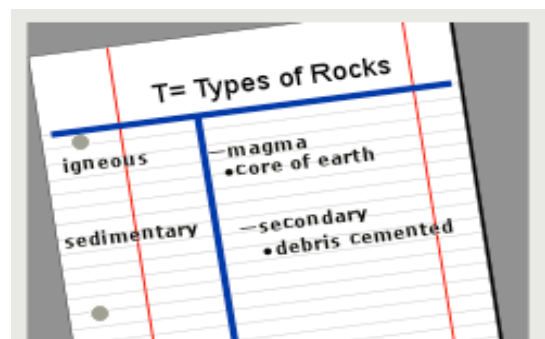 T= Types of Rocks
igneous
—magma
•core of earth
sedimentary
—secondary
•debris cemented